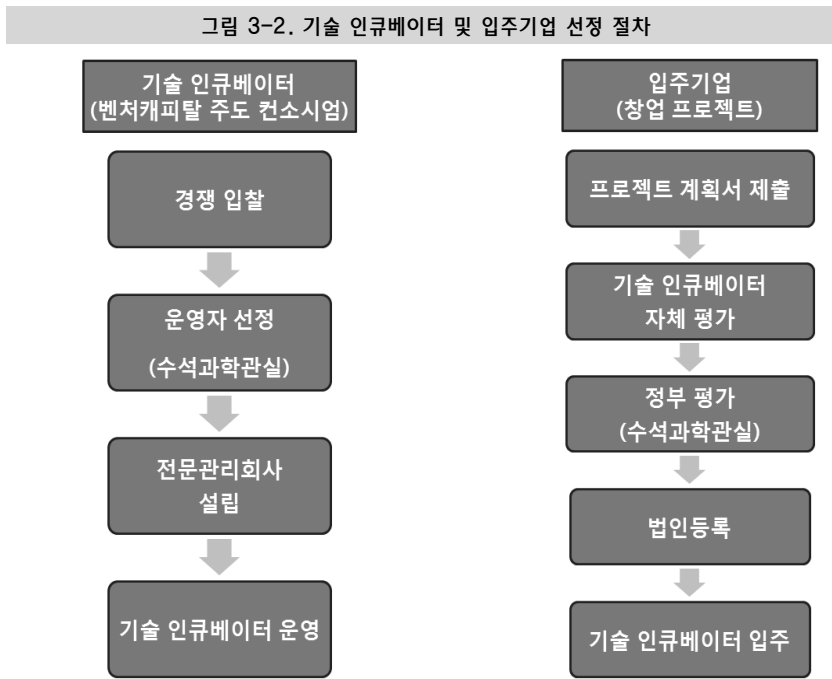 그림 3-2. 기술 인큐베이터 및 입주기업 선정 절차
기술 인큐베이터
(벤처캐피탈 주도 컨소시엄)
경쟁 입찰
운영자 선정
(수석과학관실)
전문관리회사
설립
기술 인큐베이터 운영
입주기업
(창업 프로젝트)
프로젝트 계획서 제출
기술 인큐베이터
자체 평가
정부 평가
(수석과학관실)
법인등록
기술 인큐베이터 입주